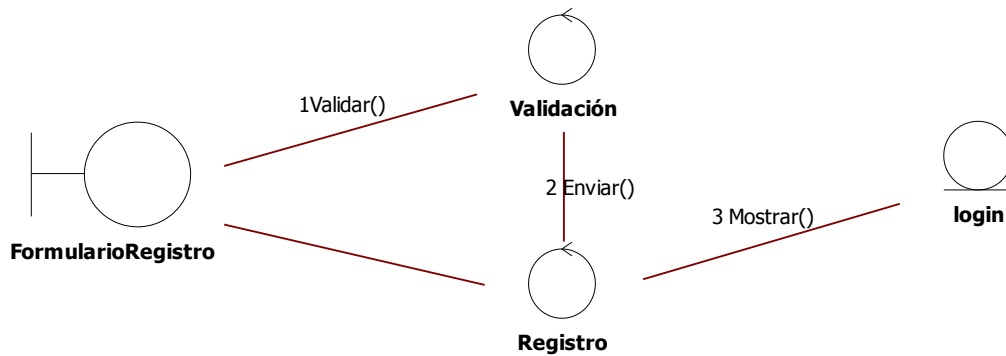 1Validar()
Validación
2 Enviar()
3 Mostrar()
login
FormularioRegistro
Registro